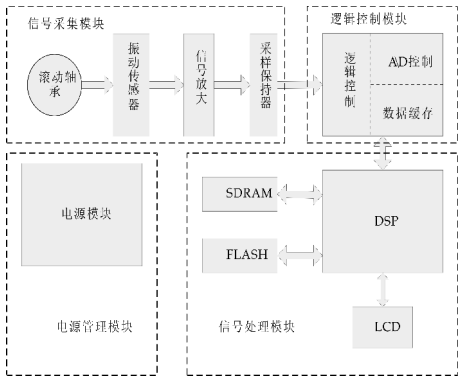 信号采集模块
逻辑控制模块
滚动轴
承
振动传感器
信号放大
采样保持器
逻辑控制
A/D控制
数据缓存
电源模块
电源管理模块
SDRAM
FLASH
DSP
LCD
信号处理模块